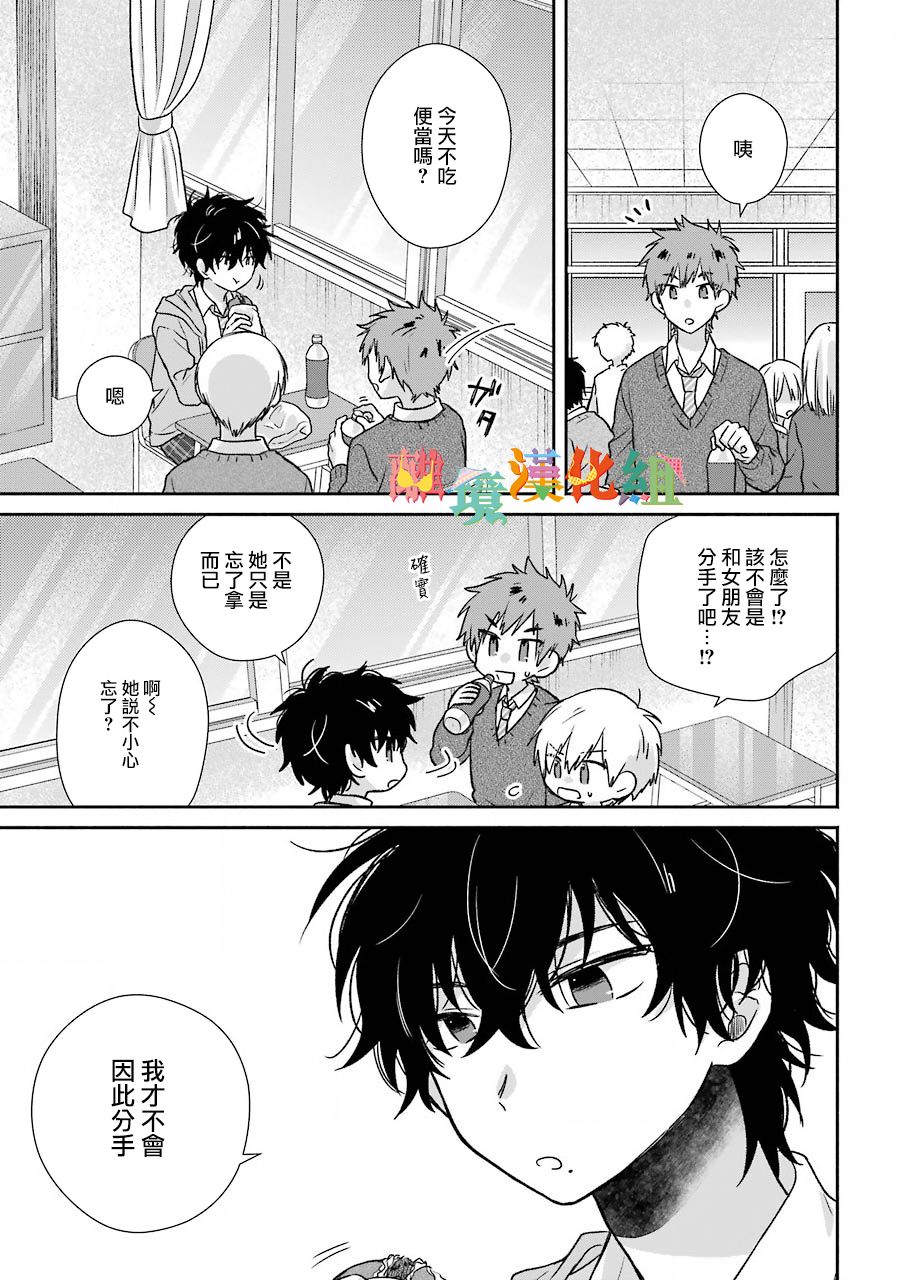 咦
今天不吃
便當嗎？
嗯
ガタ
離境漢化組
怎麼了!?
該不會是
和女朋友
分手了吧…!?
確實
不是
她只是
忘了拿
而已
啊～
她說不小心
忘了？
我才不會
因此分手